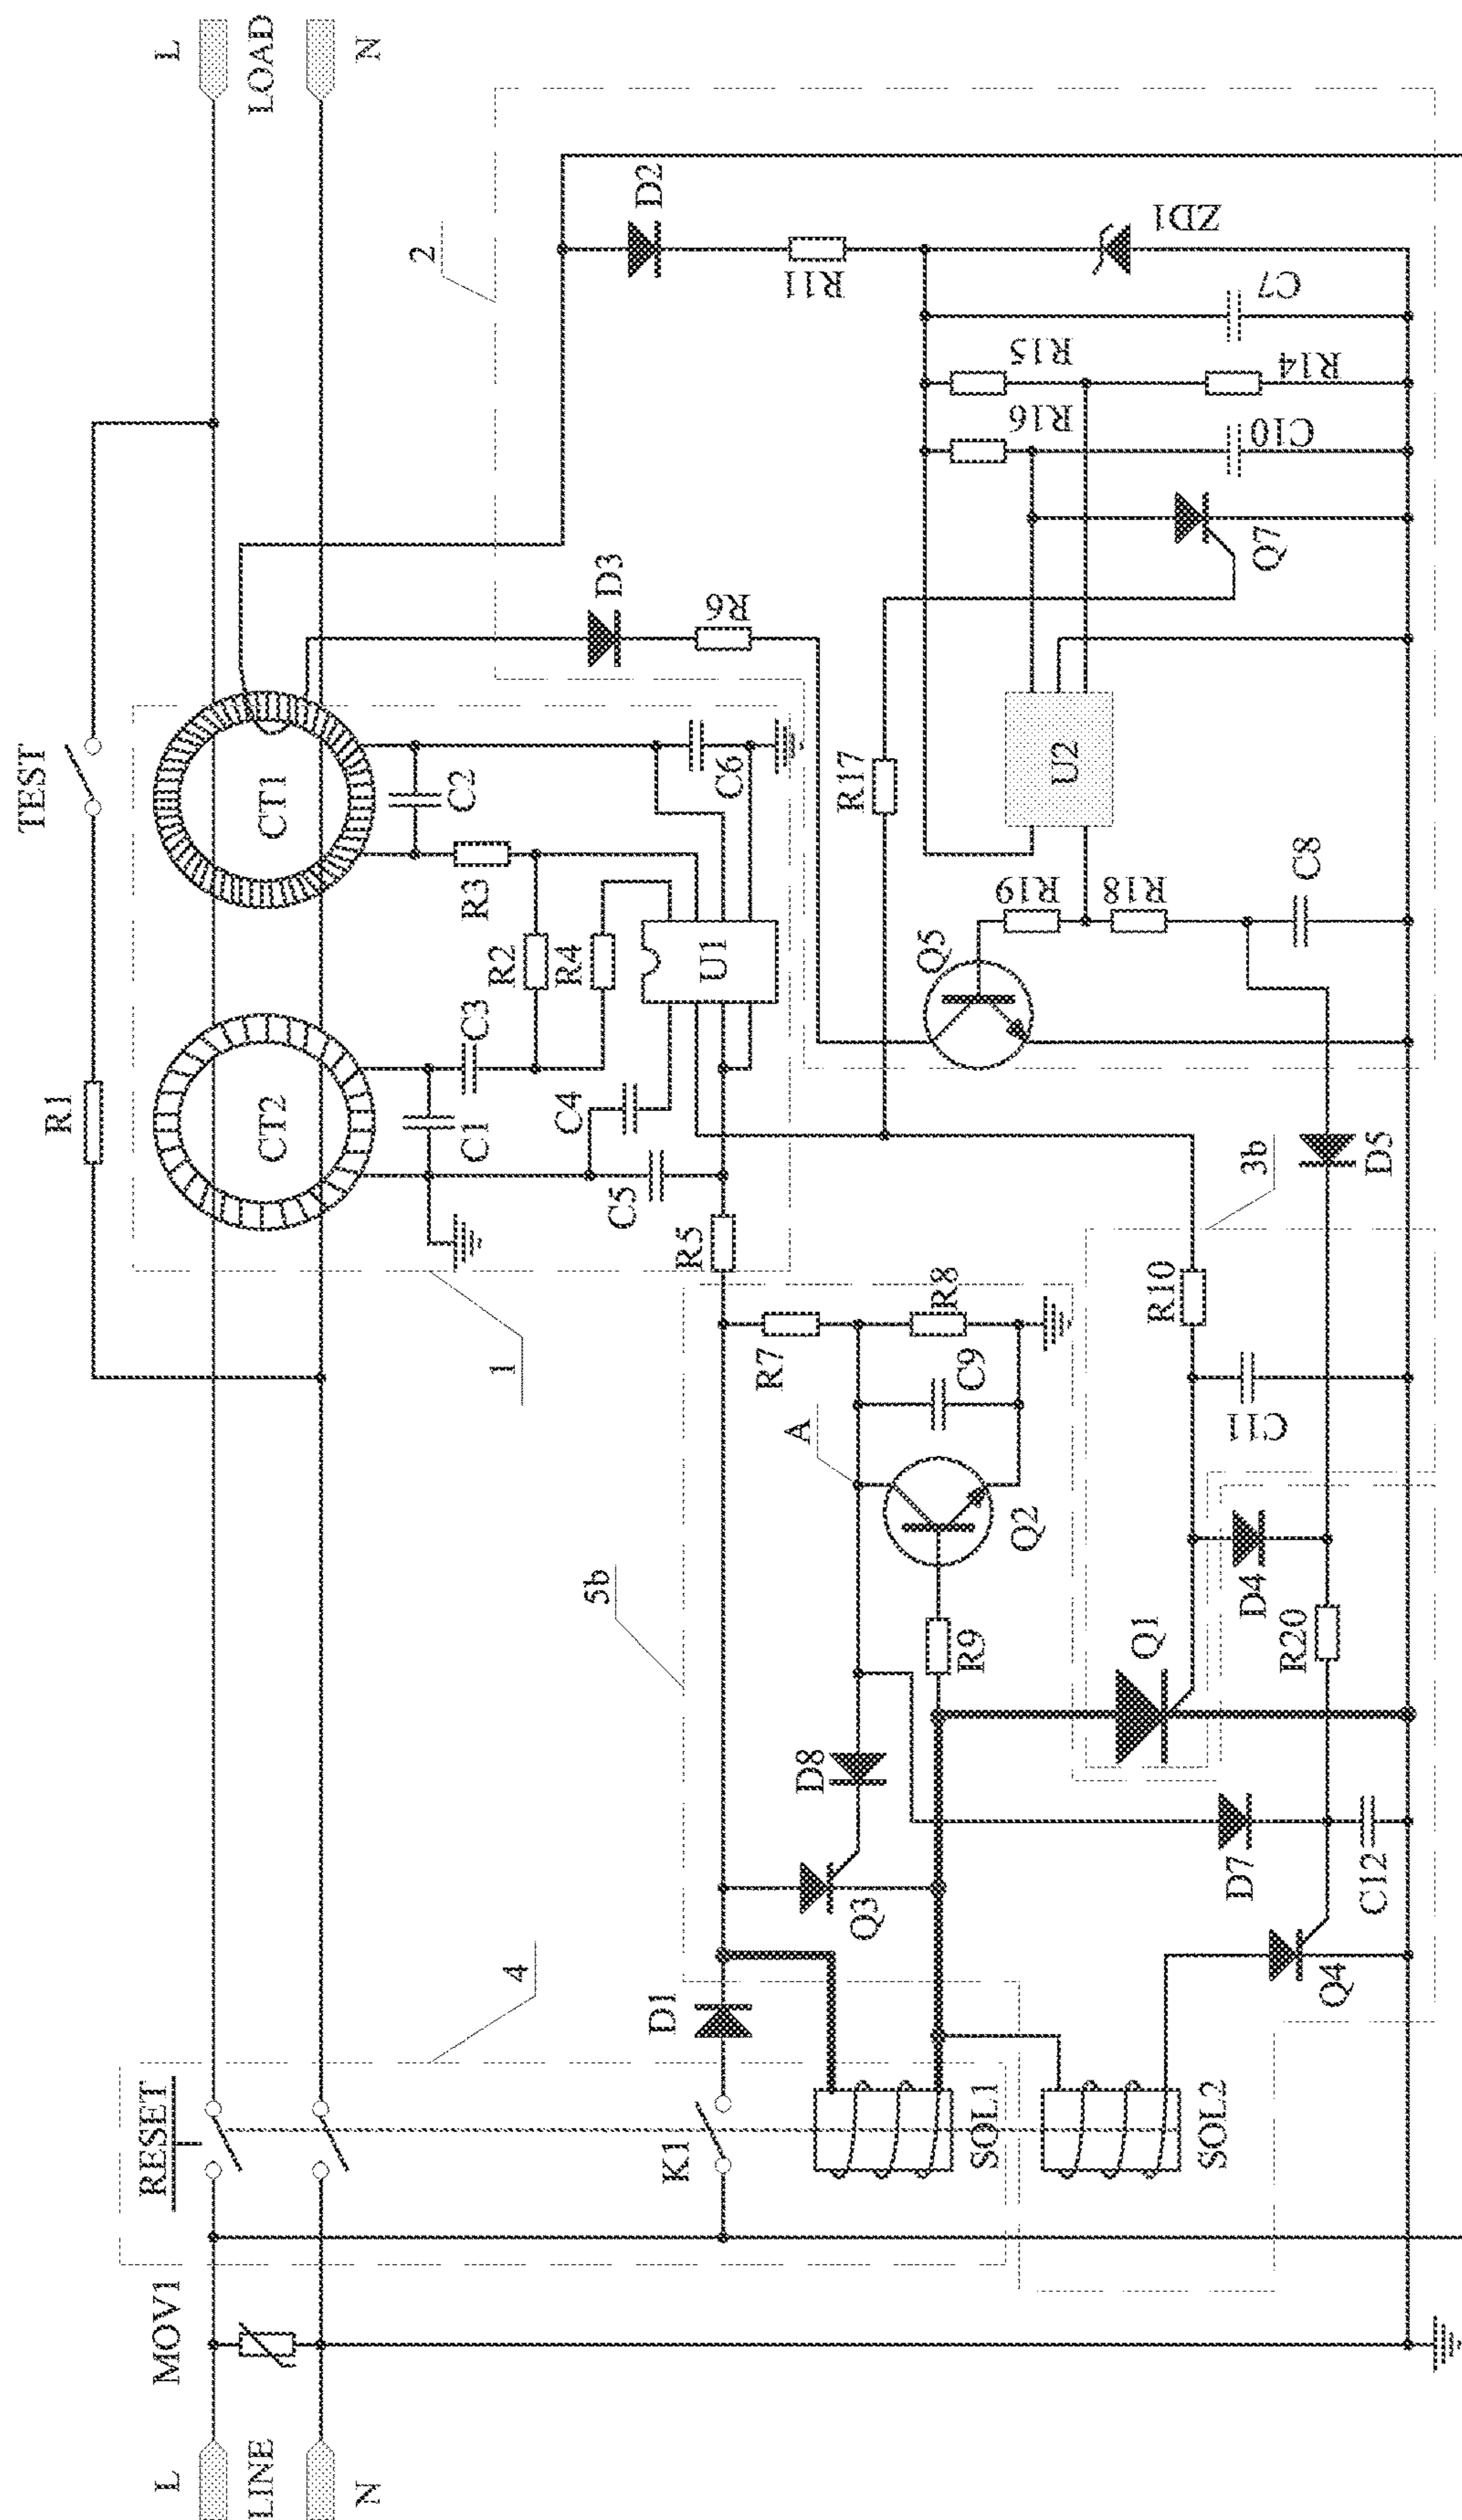 L
LOAD
N
TEST
R1
CT1
CT2
C2
R3
R2
R4
C3
C1
C4
C5
C6
U1
R5
1
2
D3
R6
D2
R11
ZD1
C7
R15
R14
R16
C10
Q7
R17
U2
R19
R18
C8
Q5
D5
3b
R10
C11
R7
R8
C9
A
Q2
R9
5b
D8
Q3
Q1
D4
R20
D7
C12
Q4
4
D1
RESET
K1
SOL1
SOL2
MOV1
L
LINE
N